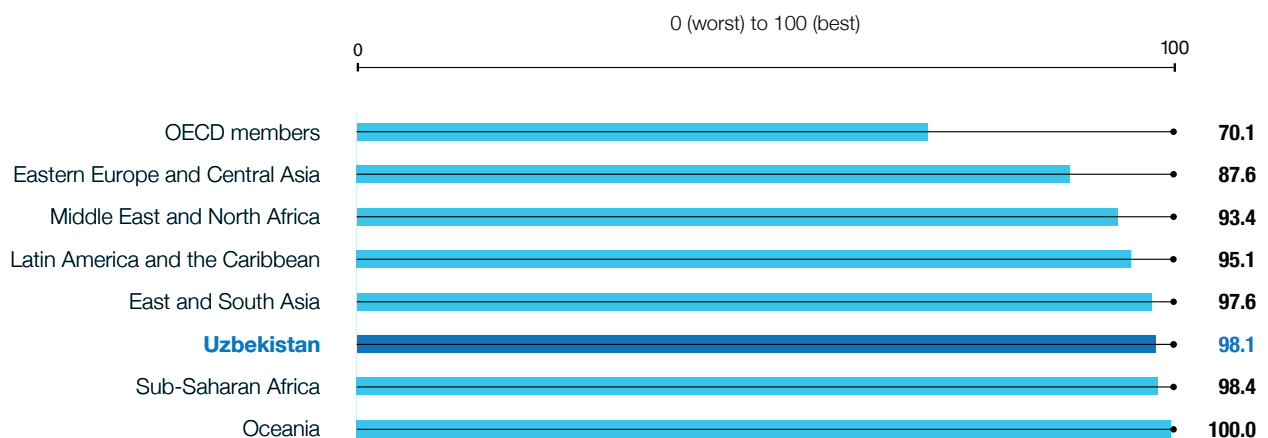 0 (worst) to 100 (best)
0 100
OECD members 70.1
Eastern Europe and Central Asia 87.6
Middle East and North Africa 93.4
Latin America and the Caribbean 95.1
East and South Asia 97.6
Uzbekistan 98.1
Sub-Saharan Africa 98.4
Oceania 100.0